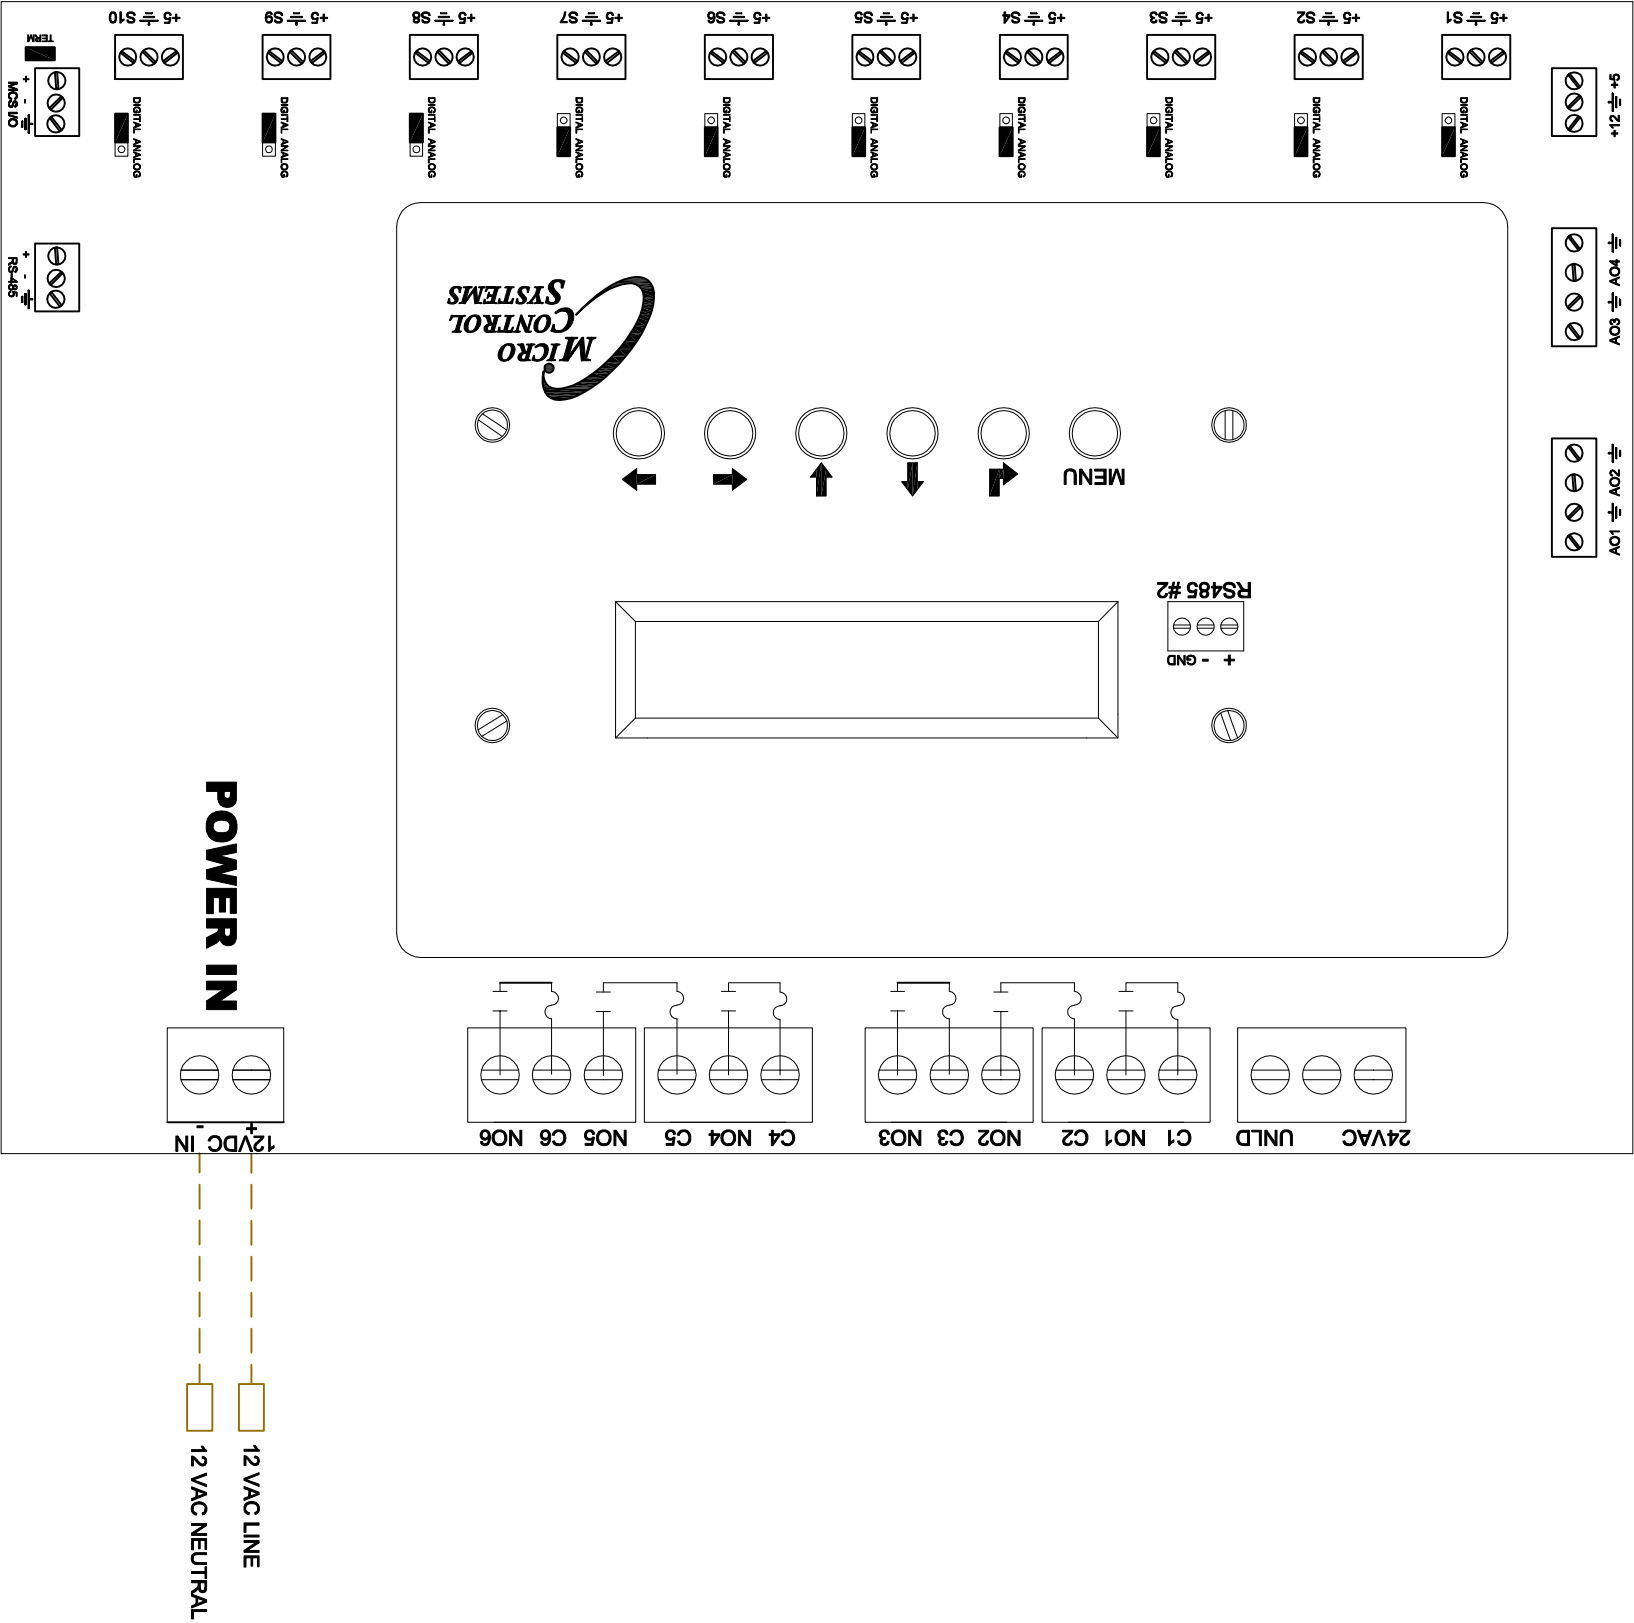 +5 ⏚ S10
+5 ⏚ S9
+5 ⏚ S8
+5 ⏚ S7
+5 ⏚ S6
+5 ⏚ S5
+5 ⏚ S4
+5 ⏚ S3
+5 ⏚ S2
+5 ⏚ S1
TERM
MCS I/O
+ - ⏚
DIGITAL ANALOG
DIGITAL ANALOG
DIGITAL ANALOG
DIGITAL ANALOG
DIGITAL ANALOG
DIGITAL ANALOG
DIGITAL ANALOG
DIGITAL ANALOG
DIGITAL ANALOG
DIGITAL ANALOG
+12 ⏚ +5
RS-485
+ - ⏚
AO3 ⏚ AO4 ⏚
MICRO
CONTROL
SYSTEMS
MENU
AO1 ⏚ AO2 ⏚
RS485 #2
+ - GND
POWER IN
+ -
12VDC IN
NO6 C6 NO5
C5 NO4 C4
NO3 C3 NO2
C2 NO1 C1
UNLD
24VAC
12 VAC NEUTRAL
12 VAC LINE